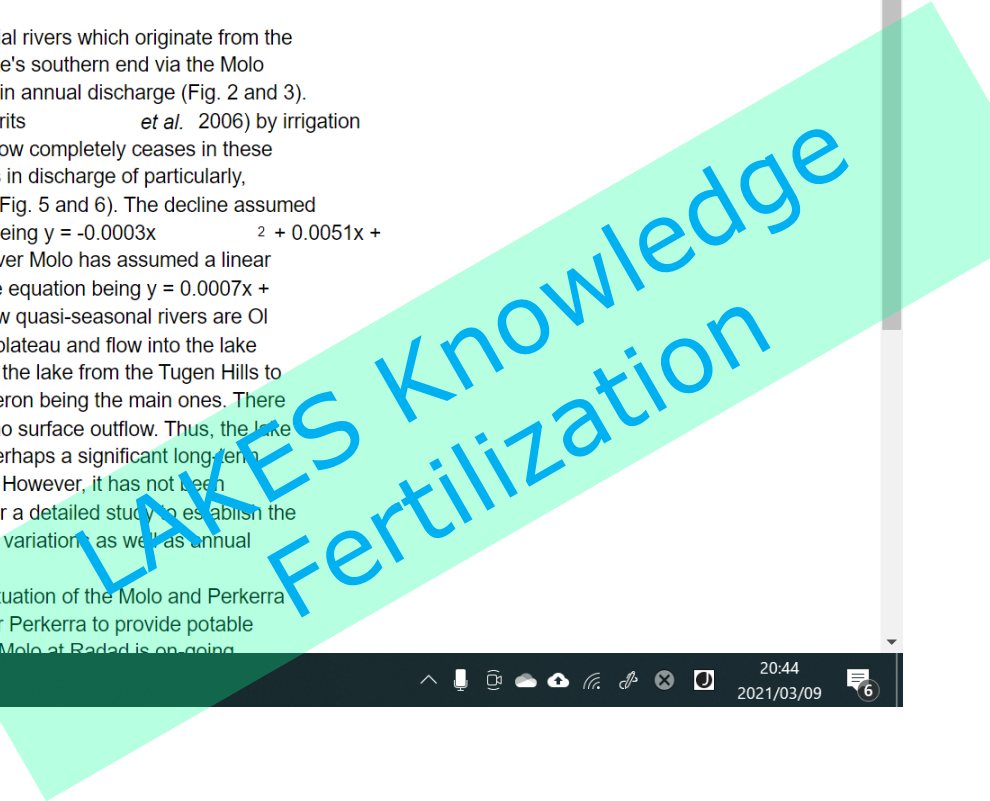 al rivers which originate from the
e's southern end via the Molo
in annual discharge (Fig. 2 and 3).
rits et al. 2006) by irrigation
ow completely ceases in these
in discharge of particularly,
Fig. 5 and 6). The decline assumed
eing y = -0.0003x 2 + 0.0051x +
ver Molo has assumed a linear
e equation being y = 0.0007x +
w quasi-seasonal rivers are Ol
plateau and flow into the lake
the lake from the Tugen Hills to
eron being the main ones. There
o surface outflow. Thus, the lake
erhaps a significant long-term
However, it has not been
r a detailed study to establish the
variations as well as annual
tuation of the Molo and Perkerra
r Perkerra to provide potable
Molo at Radad is on-going
LAKES Knowledge
Fertilization
20:44
2021/03/09
6